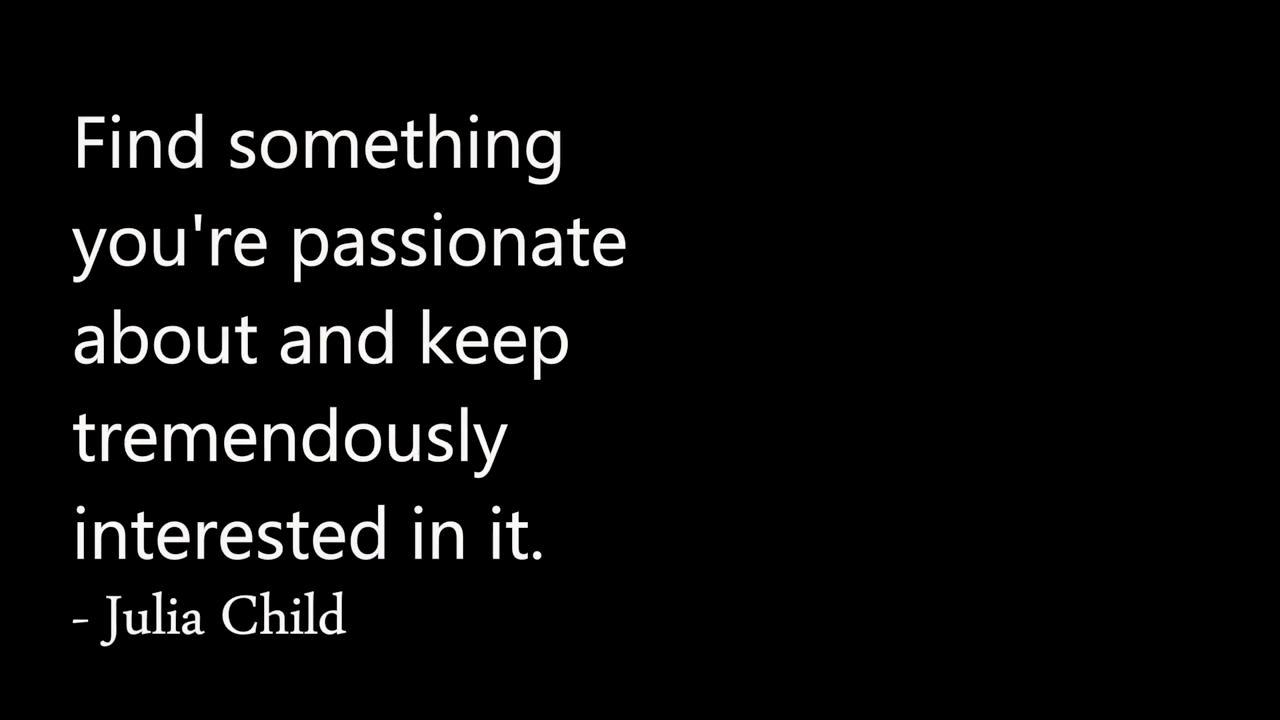 Find something
you're passionate
about and keep
tremendously
interested in it.
- Julia Child